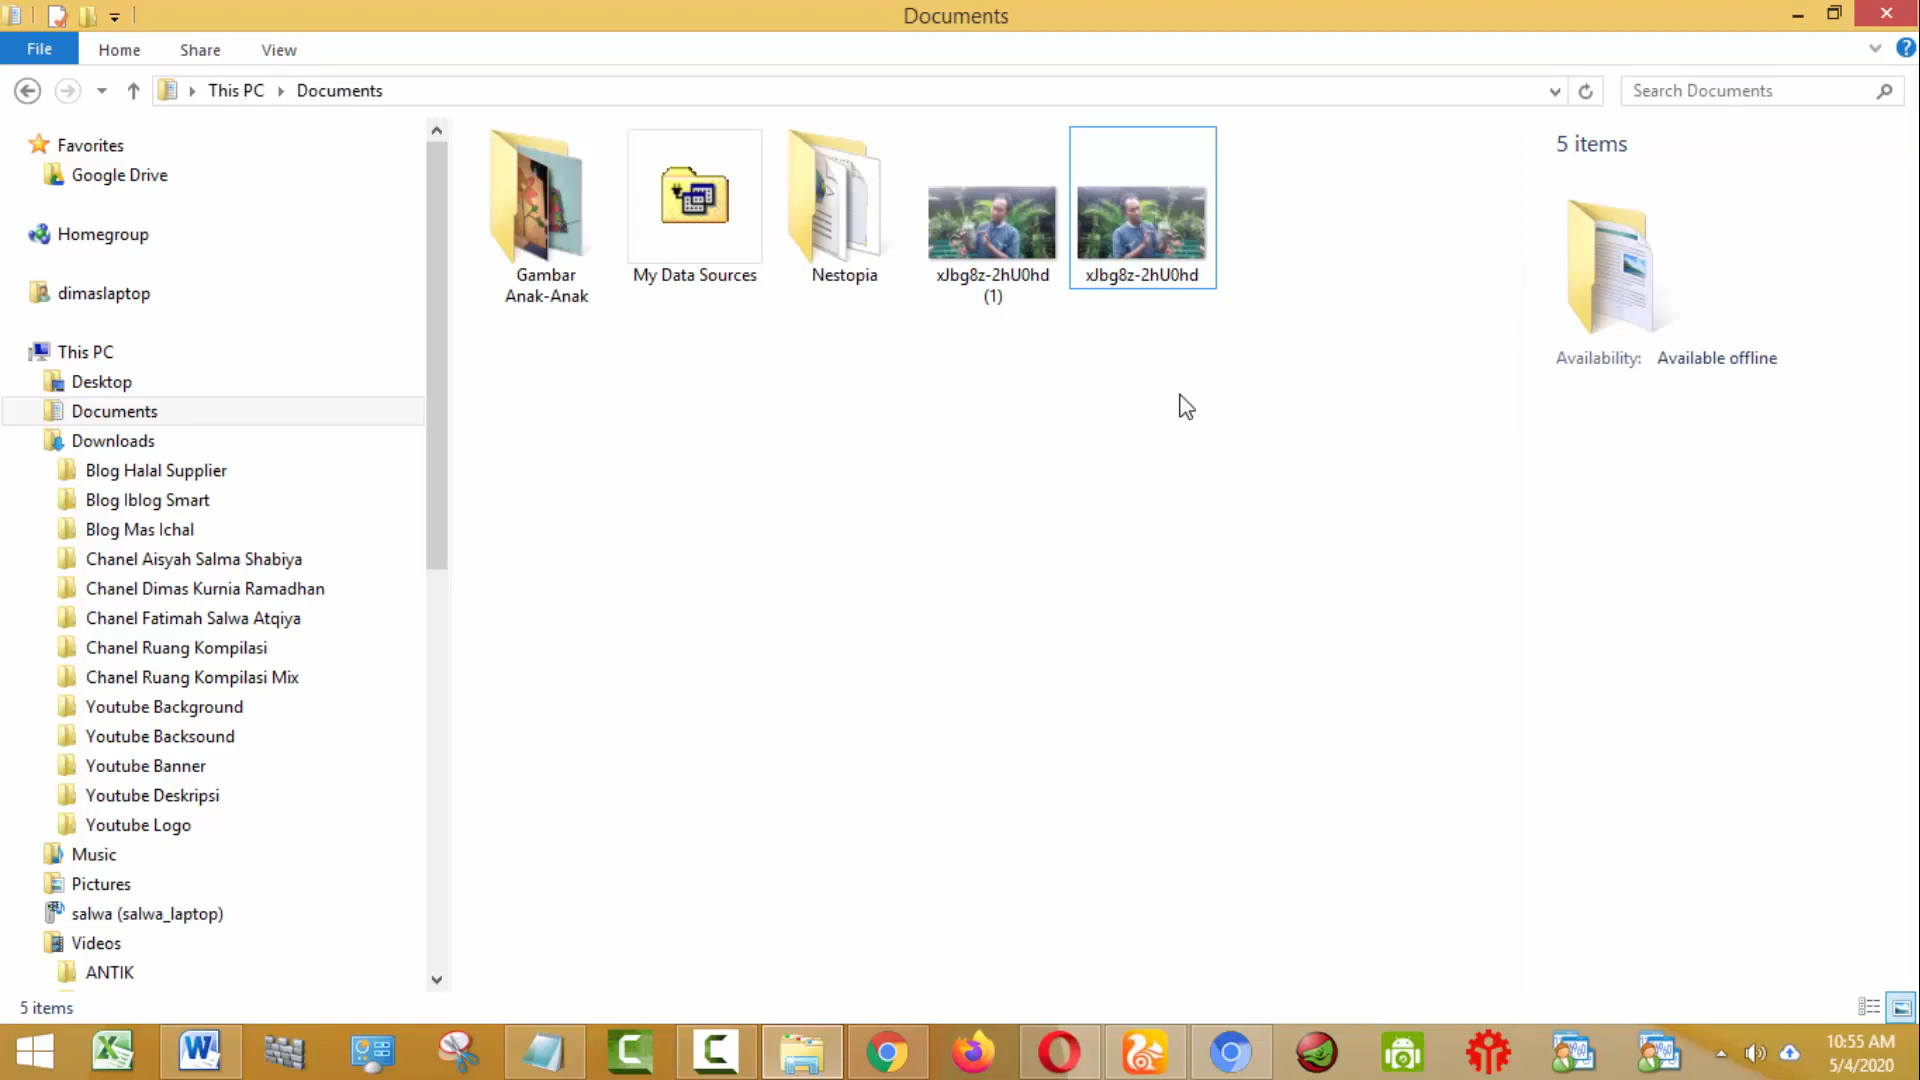 Documents
File
Home
Share
View
This PC
Documents
Search Documents
Favorites
Google Drive
Homegroup
dimaslaptop
This PC
Desktop
Documents
Downloads
Blog Halal Supplier
Blog Iblog Smart
Blog Mas Ichal
Chanel Aisyah Salma Shabiya
Chanel Dimas Kurnia Ramadhan
Chanel Fatimah Salwa Atqiya
Chanel Ruang Kompilasi
Chanel Ruang Kompilasi Mix
Youtube Background
Youtube Backsound
Youtube Banner
Youtube Deskripsi
Youtube Logo
Music
Pictures
salwa (salwa_laptop)
Videos
ANTIK
Gambar
Anak-Anak
My Data Sources
Nestopia
xJbg8z-2hU0hd
(1)
xJbg8z-2hU0hd
5 items
Availability: Available offline
5 items
10:55 AM
5/4/2020